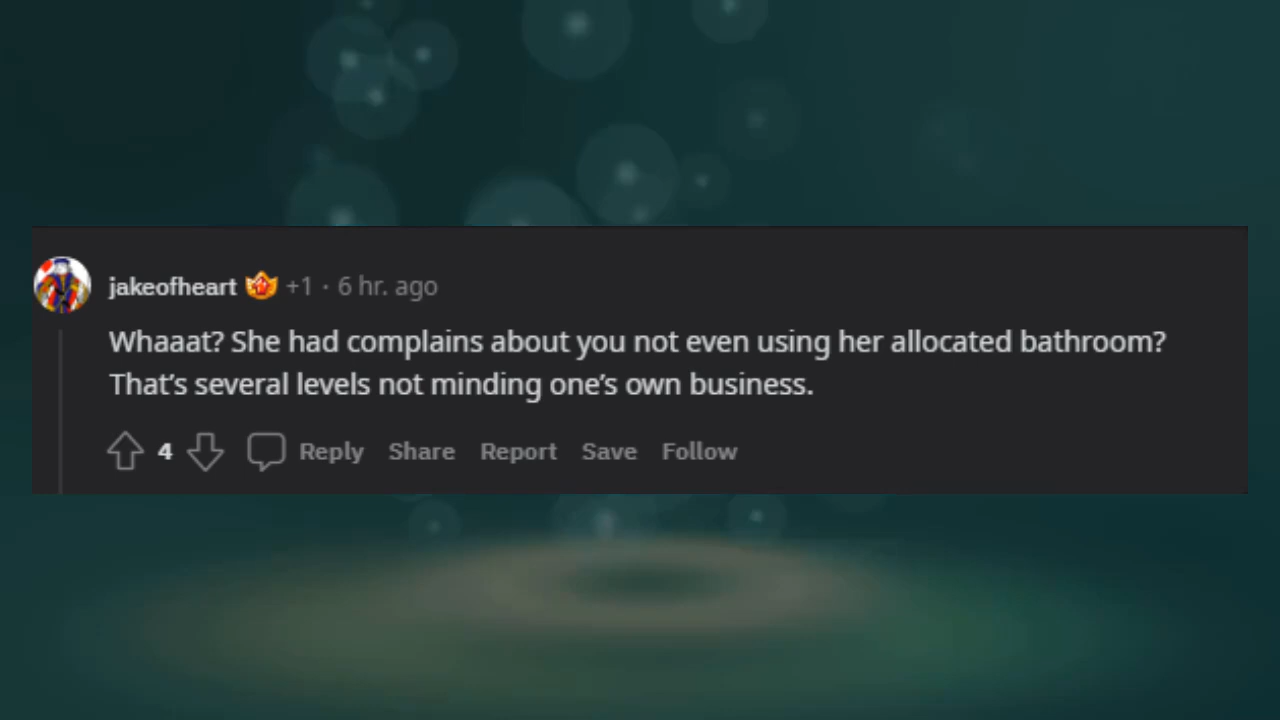 jakeofheart +1 · 6 hr. ago
Whaaat? She had complains about you not even using her allocated bathroom?
That’s several levels not minding one’s own business.
4 Reply Share Report Save Follow